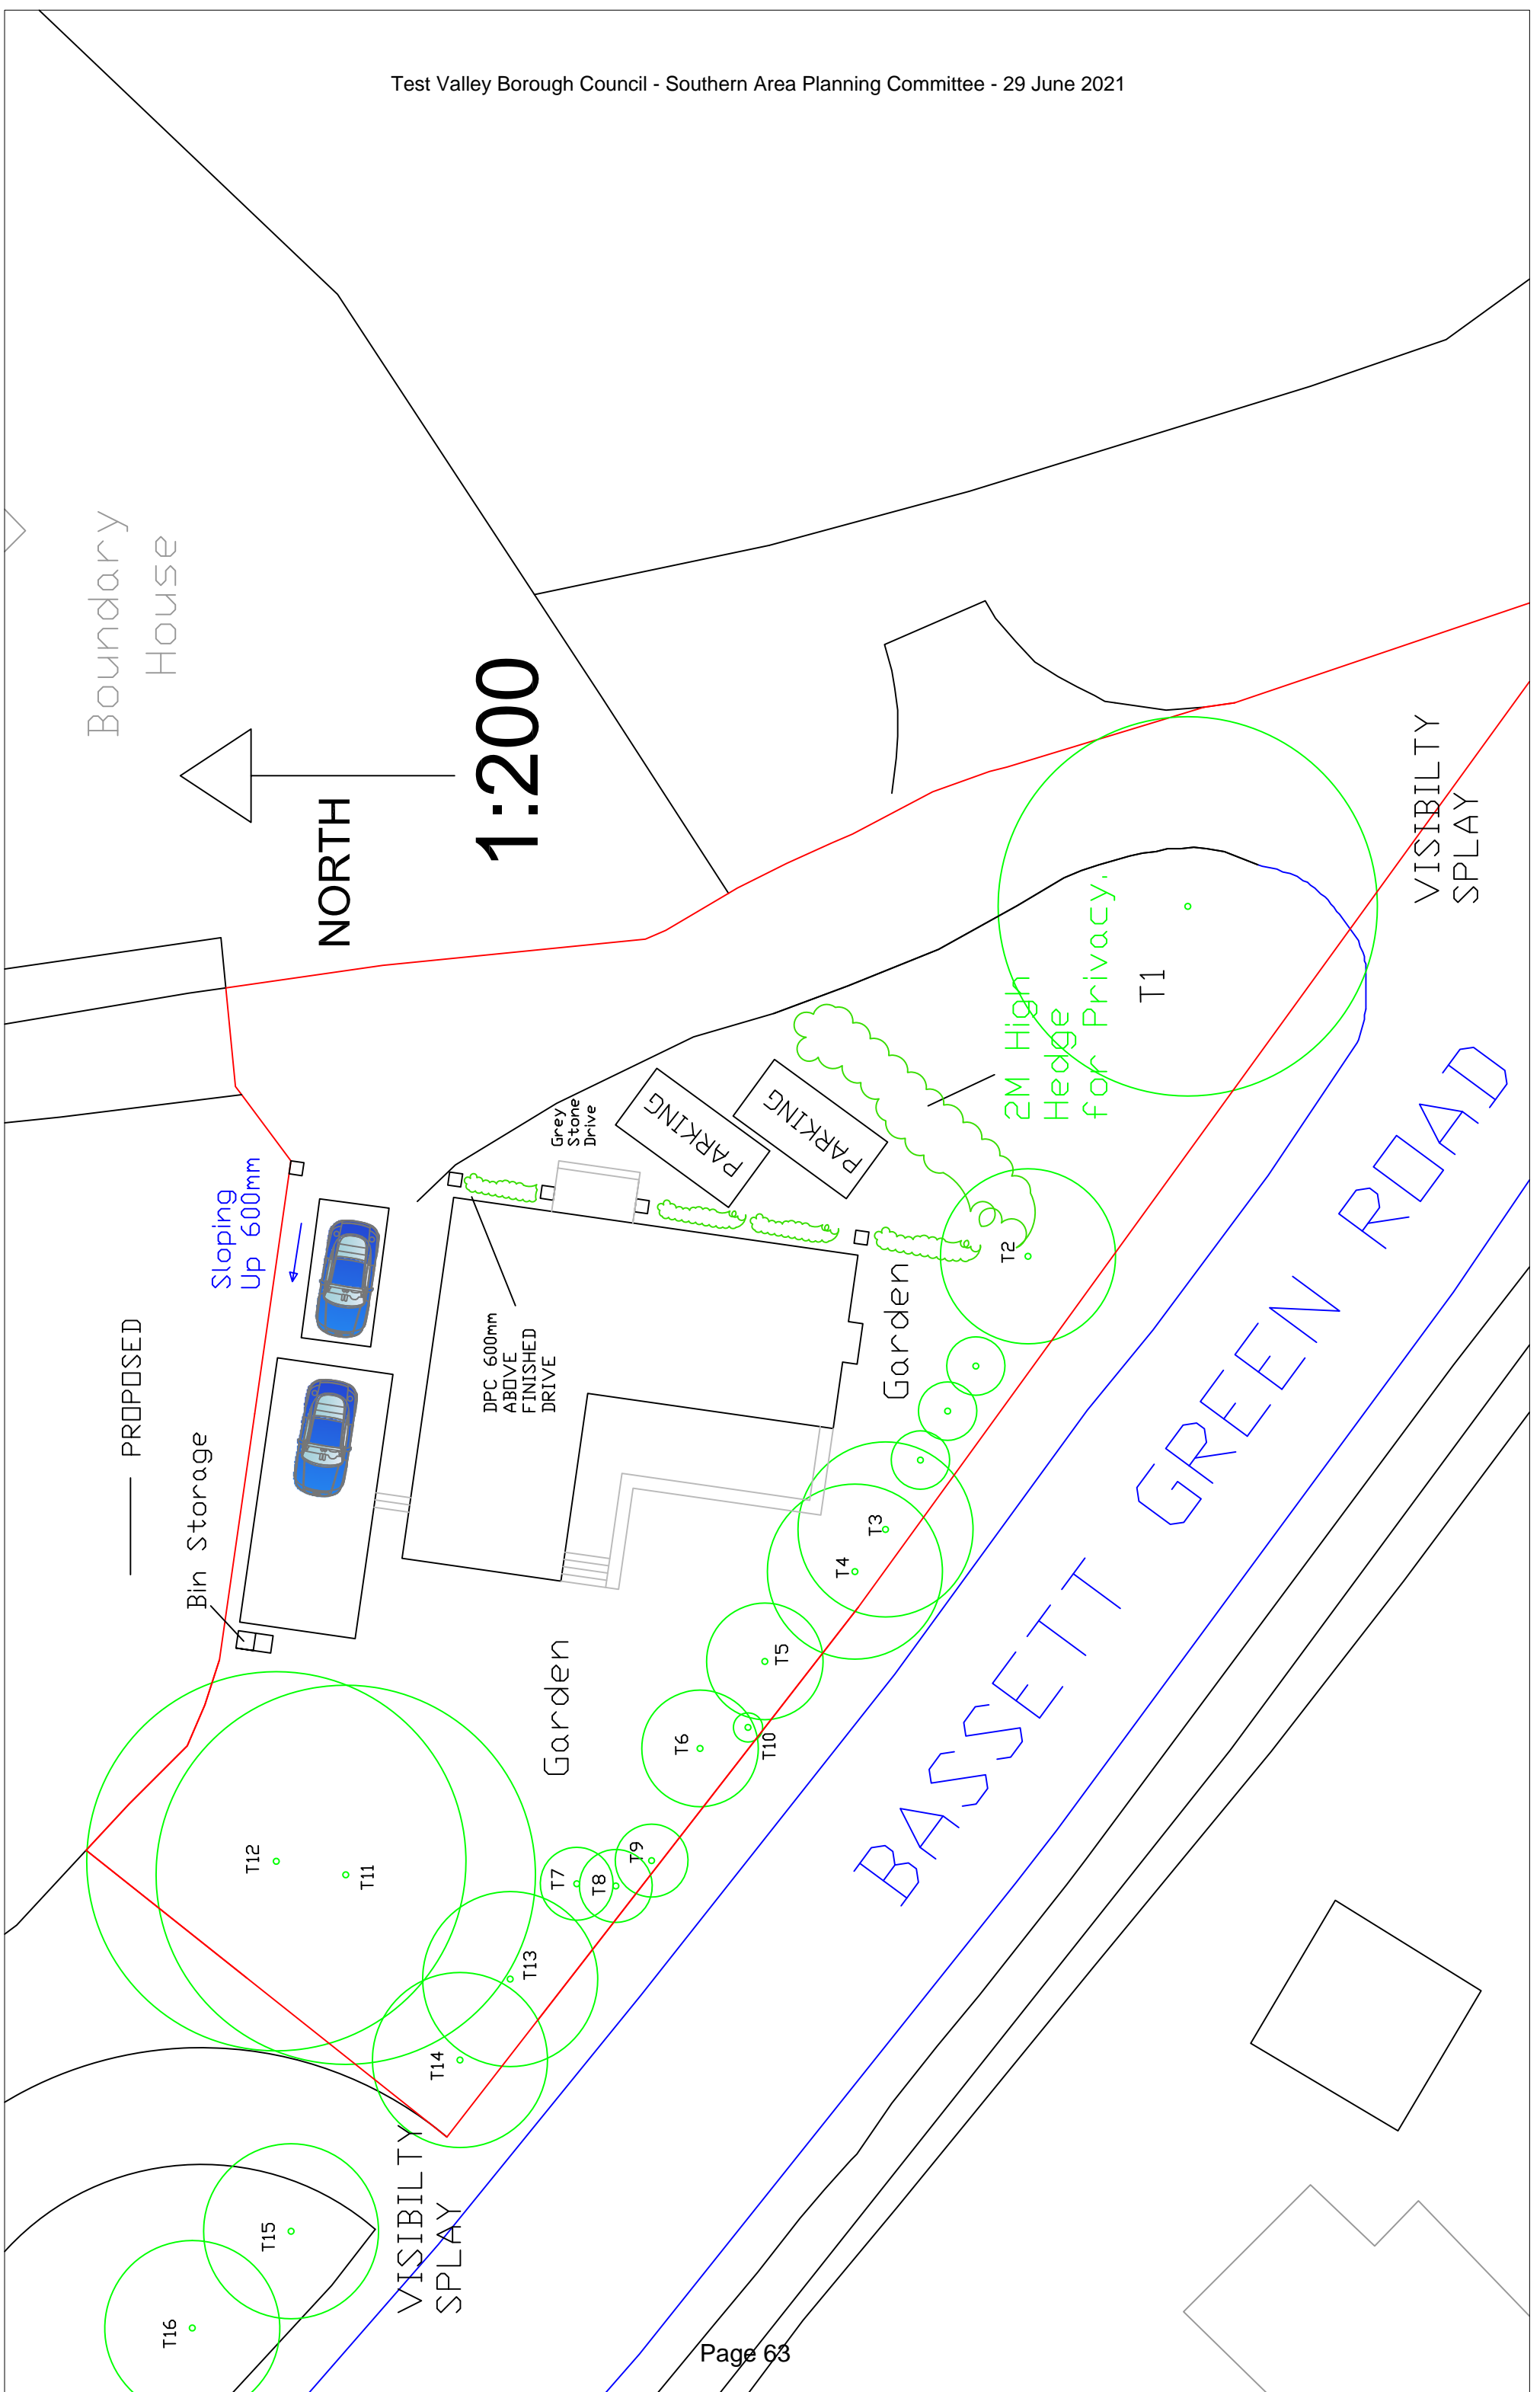 Test Valley Borough Council - Southern Area Planning Committee - 29 June 2021
Boundary
House
NORTH
1:200
PROPOSED
Bin Storage
Sloping
Up 600mm
Grey
Stone
Drive
PARKING
PARKING
DPC 600mm
ABOVE
FINISHED
DRIVE
2M High
Hedge
for Privacy.
Garden
Garden
T1
T2
T3
T4
T5
T6
T10
T7
T8
T9
T12
T11
T13
T14
T15
T16
VISIBILTY
SPLAY
VISIBILTY
SPLAY
BASSETT GREEN ROAD
Page 63